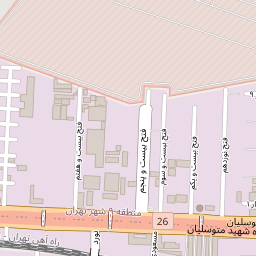 فتح بیست و هفتم
فتح بیست و پنجم
فتح بیست و سوم
فتح بیست و یکم
فتح نوزدهم
منطقه ۹ شهر تهران
26
متوسلیان
ه شهید متوسلیان
راه آهن تهران
نورد